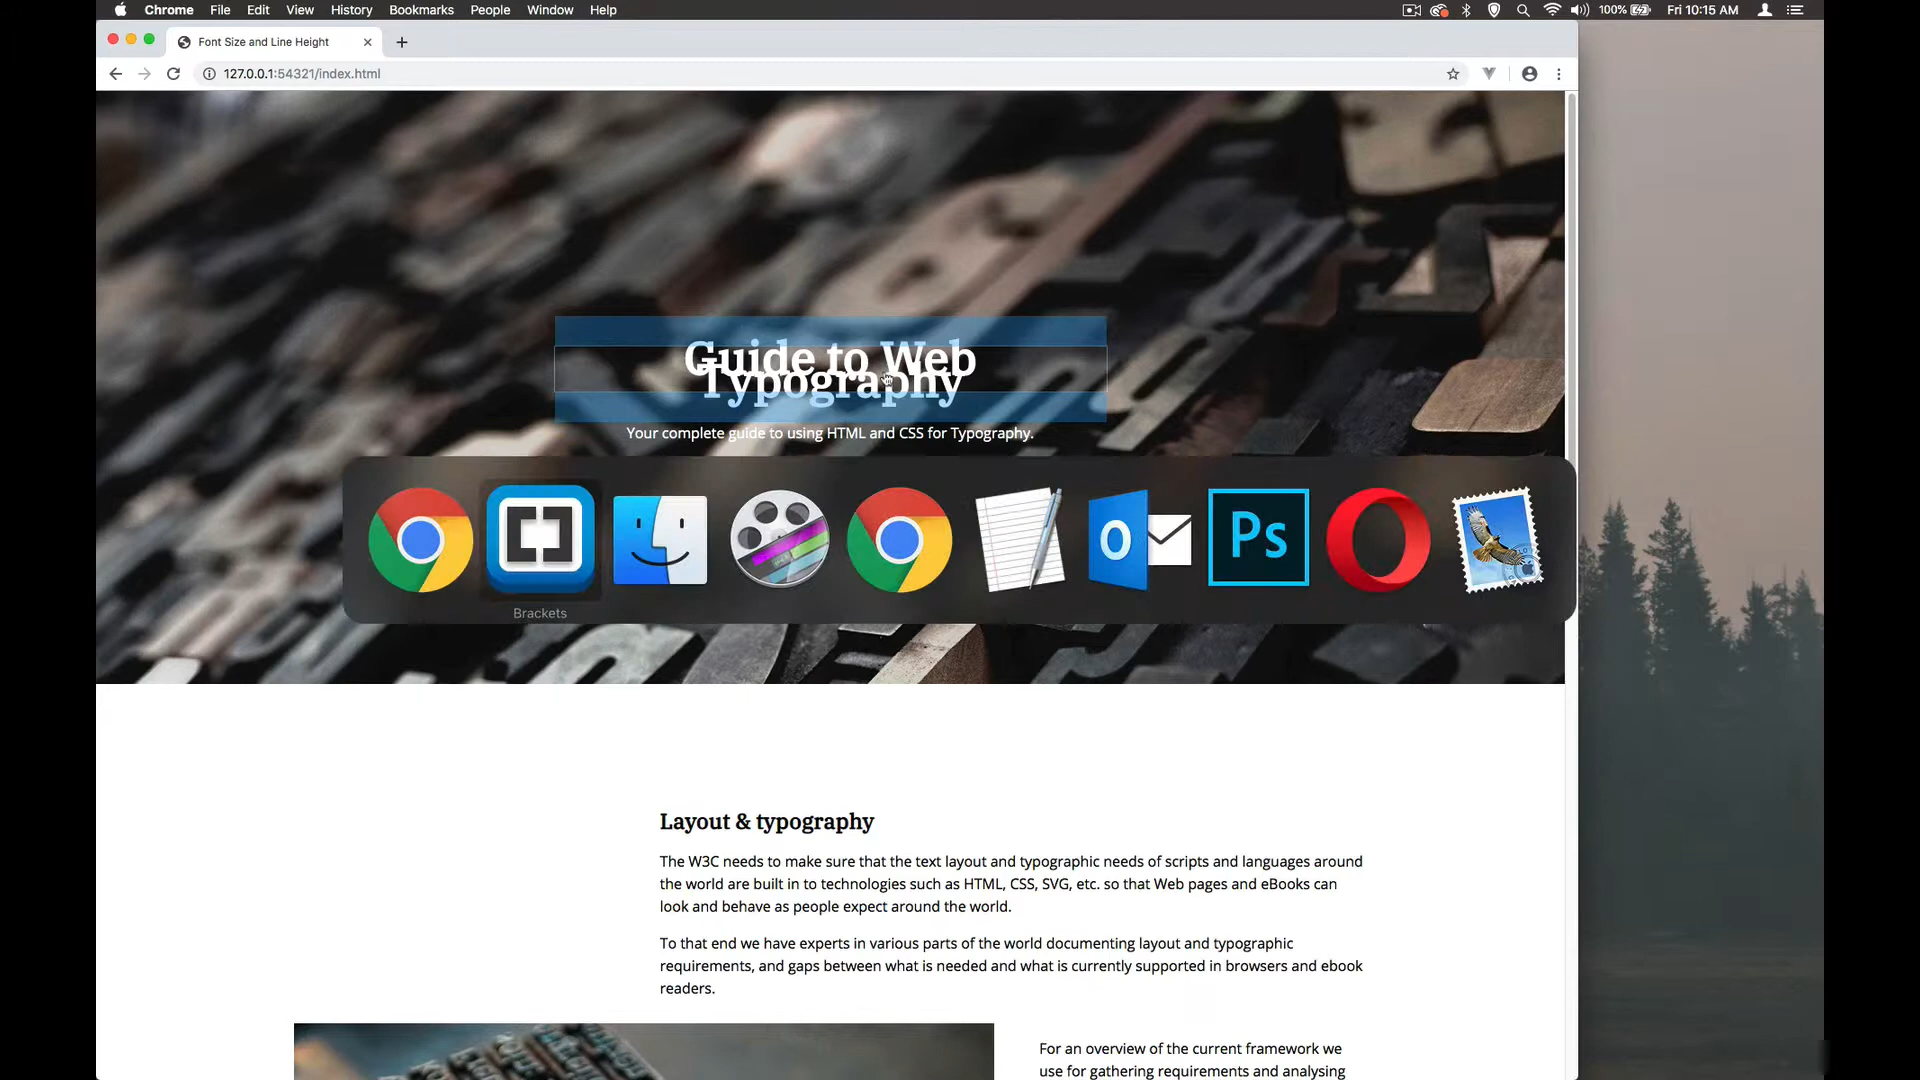 Chrome File Edit View History Bookmarks People Window Help 100% Fri 10:15 AM
Font Size and Line Height
127.0.0.1:54321/index.html
Guide to Web
Typography
Your complete guide to using HTML and CSS for Typography.
O
Ps
Brackets
Layout & typography
The W3C needs to make sure that the text layout and typographic needs of scripts and languages around
the world are built in to technologies such as HTML, CSS, SVG, etc. so that Web pages and eBooks can
look and behave as people expect around the world.
To that end we have experts in various parts of the world documenting layout and typographic
requirements, and gaps between what is needed and what is currently supported in browsers and ebook
readers.
For an overview of the current framework we
use for gathering requirements and analysing